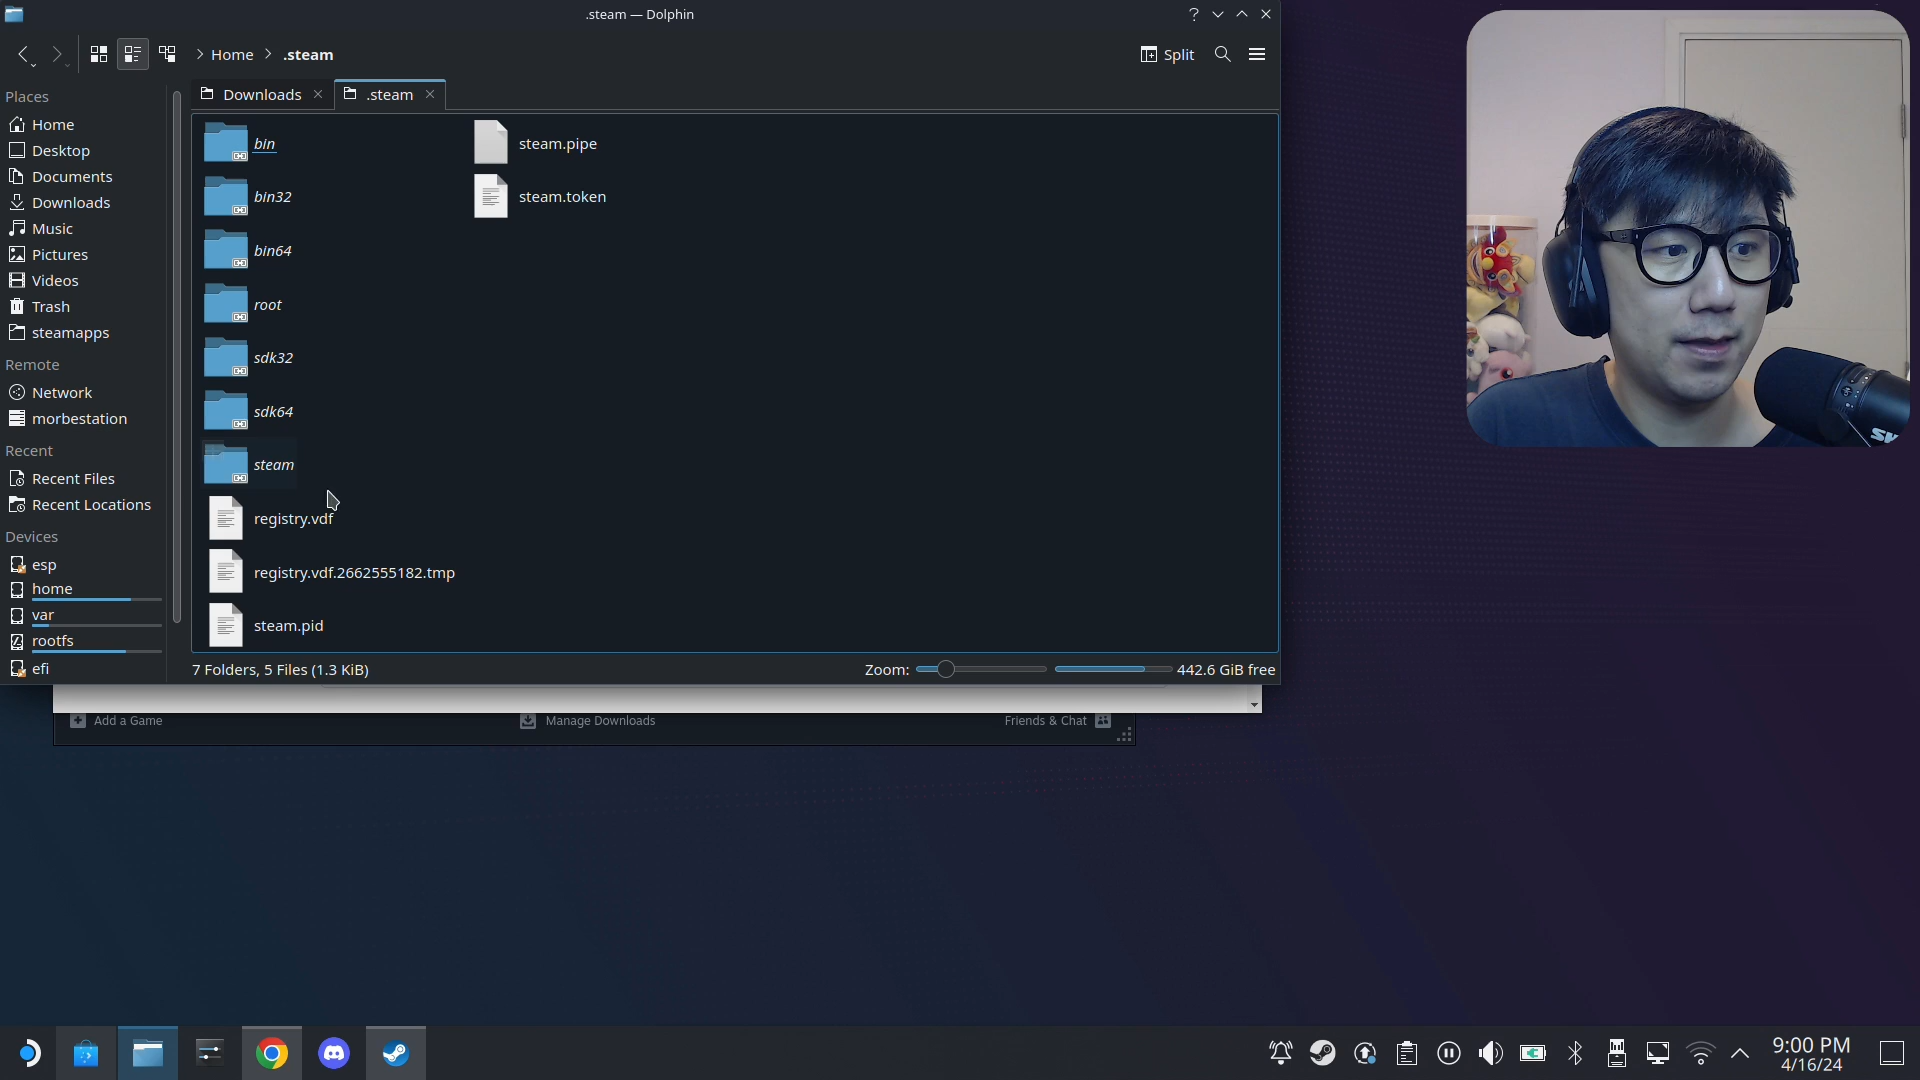 .steam — Dolphin
Home
.steam
Split
Downloads
.steam
Places
Home
Desktop
Documents
Downloads
Music
Pictures
Videos
Trash
steamapps
Remote
Network
morbestation
Recent
Recent Files
Recent Locations
Devices
esp
home
var
rootfs
efi
bin
bin32
bin64
root
sdk32
sdk64
steam
registry.vdf
registry.vdf.2662555182.tmp
steam.pid
steam.pipe
steam.token
7 Folders, 5 Files (1.3 KiB)
Zoom:
442.6 GiB free
Add a Game
Manage Downloads
Friends & Chat
9:00 PM
4/16/24